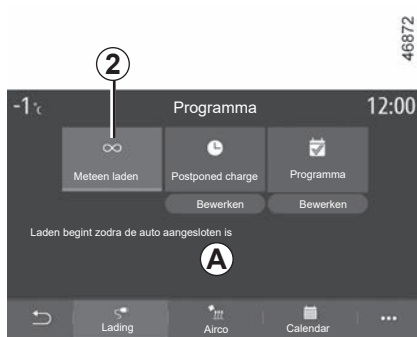 46872
2
-1°c Programma 12:00
∞
Meteen laden Postponed charge Programma
Bewerken Bewerken
Laden begint zodra de auto aangesloten is
A
Lading Airco Calendar ...